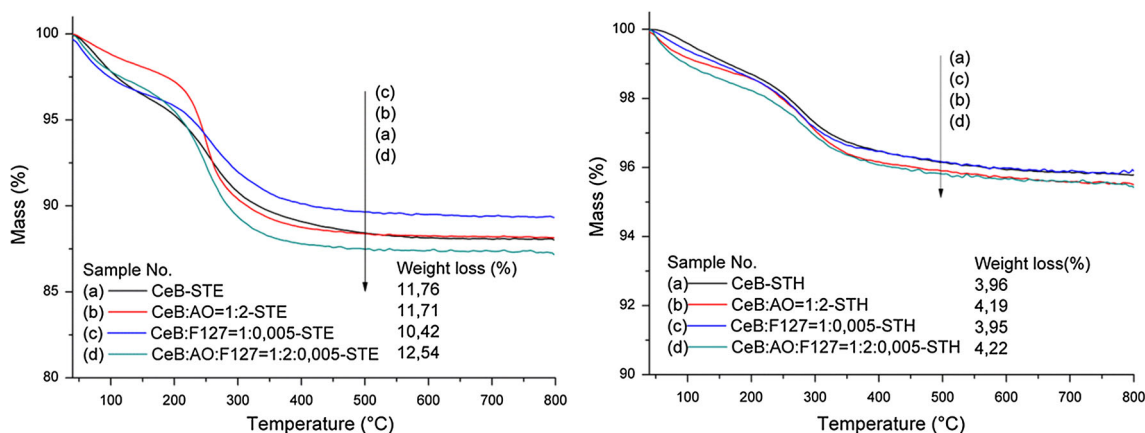 100
95
90
85
80
Mass (%)
(c)
(b)
(a)
(d)
Sample No. Weight loss (%)
(a) CeB-STE 11,76
(b) CeB:AO=1:2-STE 11,71
(c) CeB:F127=1:0,005-STE 10,42
(d) CeB:AO:F127=1:2:0,005-STE 12,54
100 200 300 400 500 600 700 800
Temperature (°C)
100
98
96
94
92
90
Mass (%)
(a)
(c)
(b)
(d)
Sample No. Weight loss(%)
(a) CeB-STH 3,96
(b) CeB:AO=1:2-STH 4,19
(c) CeB:F127=1:0,005-STH 3,95
(d) CeB:AO:F127=1:2:0,005-STH 4,22
100 200 300 400 500 600 700 800
Temperature (°C)